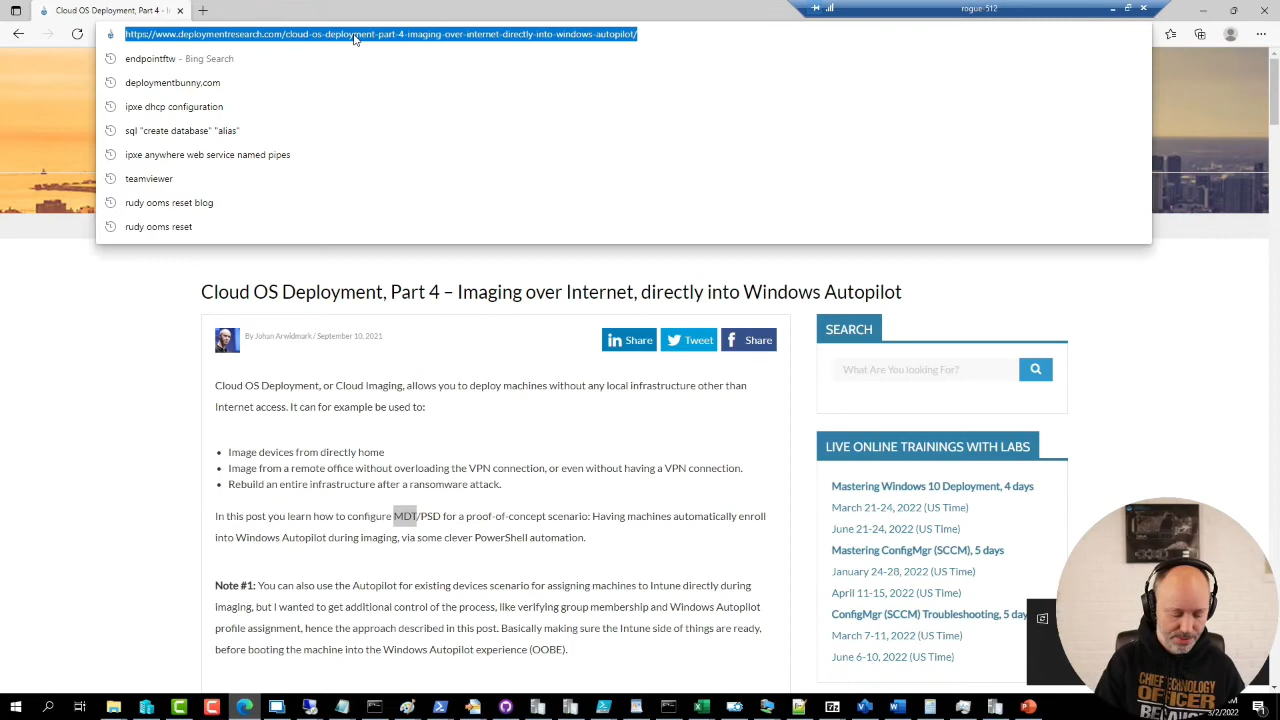 Cloud OS Deployment, Part 4 - I
rogue-512
https://www.deploymentresearch.com/cloud-os-deployment-part-4-imaging-over-internet-directly-into-windows-autopilot/
endpointftw - Bing Search
deploymentbunny.com
ipxe dhcp configuration
sql "create database" "alias"
ipxe anywhere web service named pipes
teamviewer
rudy ooms reset blog
rudy ooms reset
Cloud OS Deployment, Part 4 – Imaging over Internet, directly into Windows Autopilot
By Johan Arwidmark / September 10, 2021
in Share
Tweet
f Share
Cloud OS Deployment, or Cloud Imaging, allows you to deploy machines without any local infrastructure other than
Internet access. It can for example be used to:
• Image devices from directly home
• Image from a remote office without overloading the VPN connection, or even without having a VPN connection.
• Rebuild an entire infrastructure after a ransomware attack.
In this post you learn how to configure MDT/PSD for a proof-of-concept scenario: Having machines automatically enroll
into Windows Autopilot during imaging, via some clever PowerShell automation.
Note #1: You can also use the Autopilot for existing devices scenario for assigning machines to Intune directly during
imaging, but I wanted to get additional control of the process, like verifying group membership and Windows Autopilot
profile assignment, hence the approach described in this post. Basically making sure the Intune side of things are ready,
before booting the machine into the Windows Autopilot experience (OOBE).
SEARCH
What Are You looking For?
LIVE ONLINE TRAININGS WITH LABS
Mastering Windows 10 Deployment, 4 days
March 21-24, 2022 (US Time)
June 21-24, 2022 (US Time)
Mastering ConfigMgr (SCCM), 5 days
January 24-28, 2022 (US Time)
April 11-15, 2022 (US Time)
ConfigMgr (SCCM) Troubleshooting, 5 day
March 7-11, 2022 (US Time)
June 6-10, 2022 (US Time)
CHIEF TECHNOLOGY
OFFICER
3/2/2022